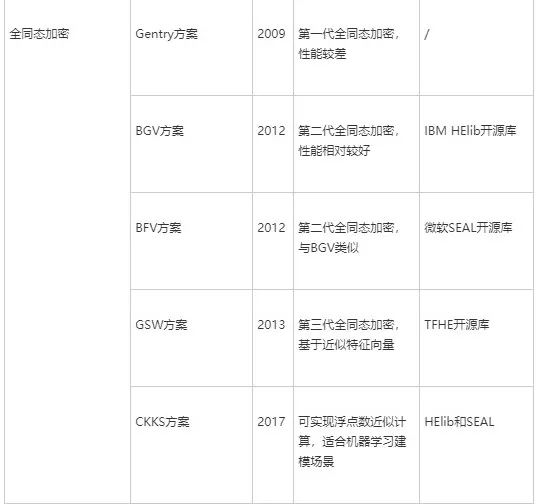 全同态加密
Gentry方案
2009
第一代全同态加密，
性能较差
/
BGV方案
2012
第二代全同态加密，
性能相对较好
IBM HElib开源库
BFV方案
2012
第二代全同态加密，
与BGV类似
微软SEAL开源库
GSW方案
2013
第三代全同态加密，
基于近似特征向量
TFHE开源库
CKKS方案
2017
可实现浮点数近似计
算，适合机器学习建
模场景
HElib和SEAL